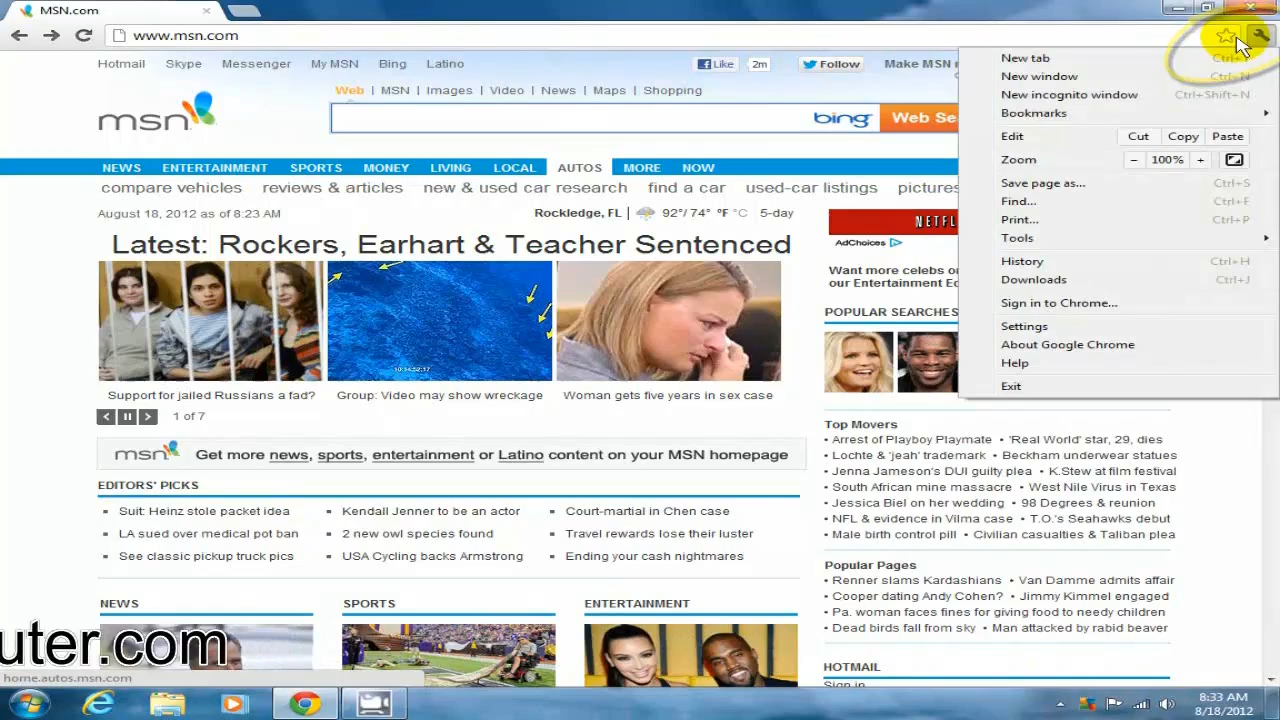 MSN.com
www.msn.com
Hotmail Skype Messenger My MSN Bing Latino
Like 2m Follow Make MSN
Web | MSN | Images | Video | News | Maps | Shopping
msn
bing Web Se
NEWS ENTERTAINMENT SPORTS MONEY LIVING LOCAL AUTOS MORE NOW
compare vehicles reviews & articles new & used car research find a car used-car listings pictures
August 18, 2012 as of 8:23 AM
Rockledge, FL | 92°/ 74° °F °C 5-day
Latest: Rockers, Earhart & Teacher Sentenced
10:54:52:17
Support for jailed Russians a fad?
Group: Video may show wreckage
Woman gets five years in sex case
1 of 7
msn Get more news, sports, entertainment or Latino content on your MSN homepage
EDITORS' PICKS
Suit: Heinz stole packet idea
LA sued over medical pot ban
See classic pickup truck pics
Kendall Jenner to be an actor
2 new owl species found
USA Cycling backs Armstrong
Court-martial in Chen case
Travel rewards lose their luster
Ending your cash nightmares
NEWS
SPORTS
ENTERTAINMENT
NETFL
AdChoices
Want more celebs o
our Entertainment Ed
POPULAR SEARCHES
Top Movers
• Arrest of Playboy Playmate • 'Real World' star, 29, dies
• Lochte & 'jeah' trademark • Beckham underwear statues
• Jenna Jameson's DUI guilty plea • K.Stew at film festival
• South African mine massacre • West Nile Virus in Texas
• Jessica Biel on her wedding • 98 Degrees & reunion
• NFL & evidence in Vilma case • T.O.'s Seahawks debut
• Male birth control pill • Civilian casualties & Taliban plea
Popular Pages
• Renner slams Kardashians • Van Damme admits affair
• Cooper dating Andy Cohen? • Jimmy Kimmel engaged
• Pa. woman faces fines for giving food to needy children
• Dead birds fall from sky • Man attacked by rabid beaver
HOTMAIL
Sign in
New tab
New window Ctrl+N
New incognito window Ctrl+Shift+N
Bookmarks
Edit Cut Copy Paste
Zoom − 100% +
Save page as... Ctrl+S
Find... Ctrl+F
Print... Ctrl+P
Tools
History Ctrl+H
Downloads Ctrl+J
Sign in to Chrome...
Settings
About Google Chrome
Help
Exit
uter.com
home.autos.msn.com
8:33 AM
8/18/2012